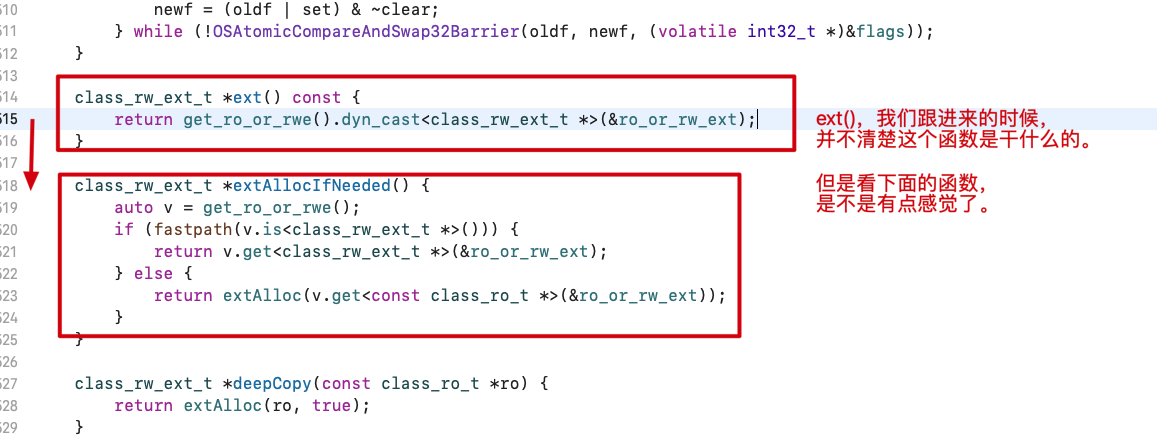 510 newf = (oldf | set) & ~clear;
511 } while (!OSAtomicCompareAndSwap32Barrier(oldf, newf, (volatile int32_t *)&flags));
512 }
513
514 class_rw_ext_t *ext() const {
515 return get_ro_or_rwe().dyn_cast<class_rw_ext_t *>(&ro_or_rw_ext);
516 }
517
518 class_rw_ext_t *extAllocIfNeeded() {
519 auto v = get_ro_or_rwe();
520 if (fastpath(v.is<class_rw_ext_t *>())) {
521 return v.get<class_rw_ext_t *>(&ro_or_rw_ext);
522 } else {
523 return extAlloc(v.get<const class_ro_t *>(&ro_or_rw_ext));
524 }
525 }
526
527 class_rw_ext_t *deepCopy(const class_ro_t *ro) {
528 return extAlloc(ro, true);
529 }
ext()，我们跟进来的时候，
并不清楚这个函数是干什么的。
但是看下面的函数，
是不是有点感觉了。